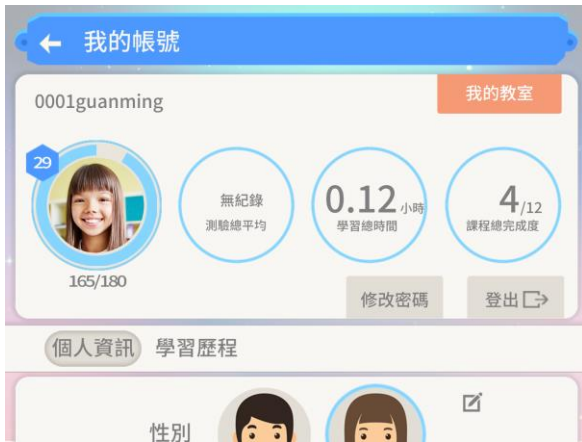 我的帳號
0001guanming
我的教室
29
165/180
無紀錄
測驗總平均
0.12 小時
學習總時間
4/12
課程總完成度
修改密碼
登出
個人資訊 學習歷程
性別